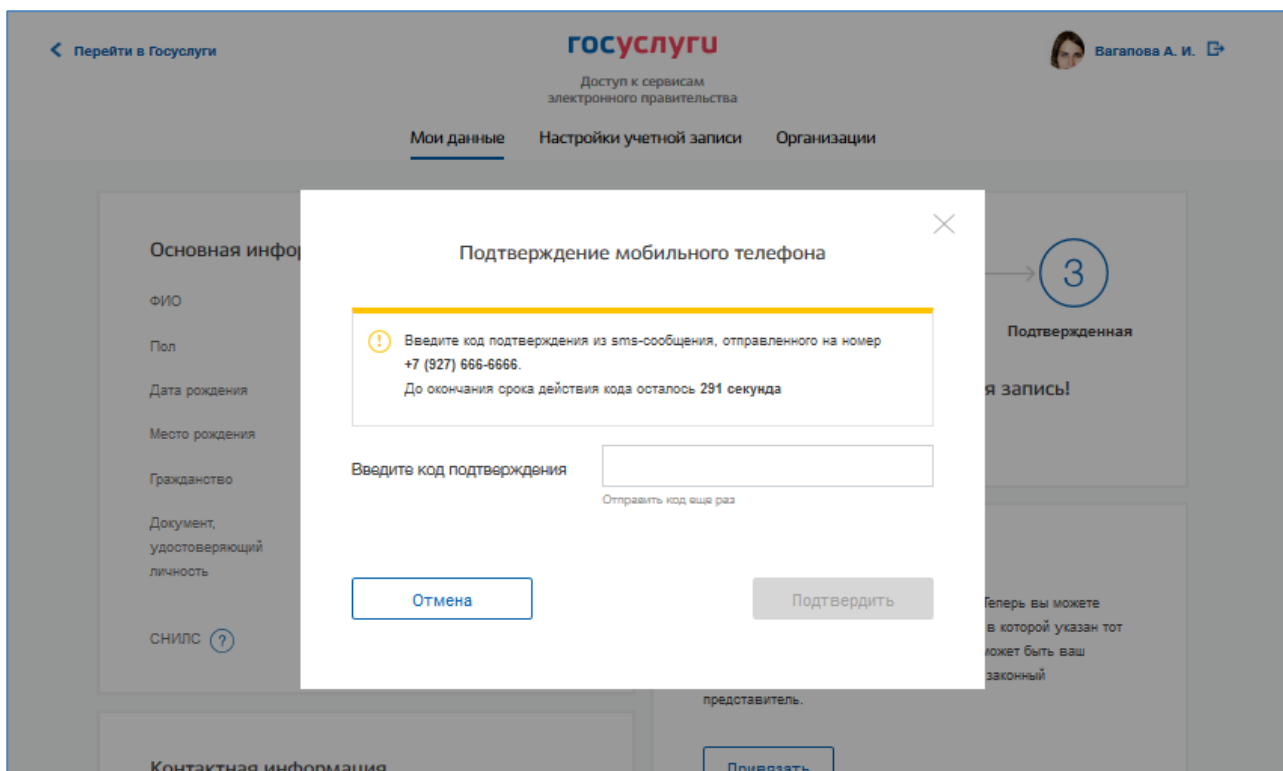 Перейти в Госуслуги
госуслуги
Вагапова А. И.
Доступ к сервисам
электронного правительства
Мои данные
Настройки учетной записи
Организации
Основная инфор
ФИО
Пол
Дата рождения
Место рождения
Гражданство
Документ,
удостоверяющий
личность
СНИЛС ?
Контактная информация
Подтверждение мобильного телефона
Введите код подтверждения из sms-сообщения, отправленного на номер
+7 (927) 666-6666.
До окончания срока действия кода осталось 291 секунда
Введите код подтверждения
Отправить код еще раз
Отмена
Подтвердить
3
Подтвержденная
я запись!
Теперь вы можете
в которой указан тот
может быть ваш
законный
представитель.
Привязать